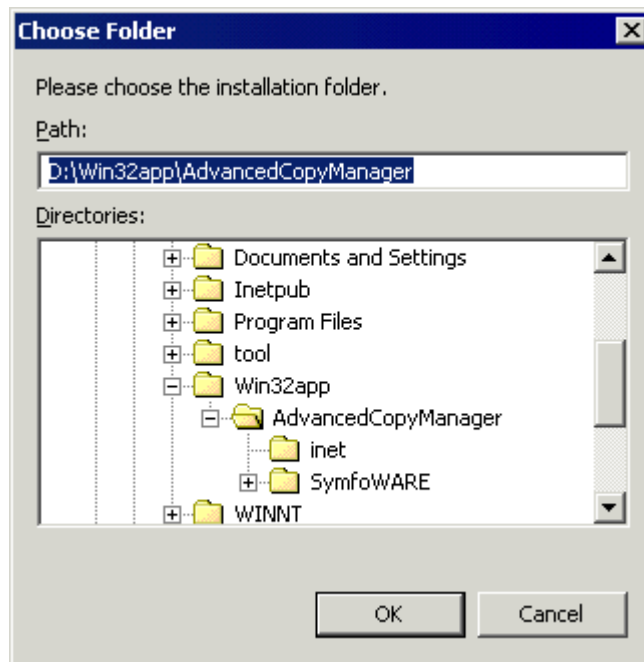 Choose Folder
Please choose the installation folder.
Path:
D:\Win32app\AdvancedCopyManager
Directories:
Documents and Settings
Inetpub
Program Files
tool
Win32app
AdvancedCopyManager
inet
SymfoWARE
WINNT
OK Cancel